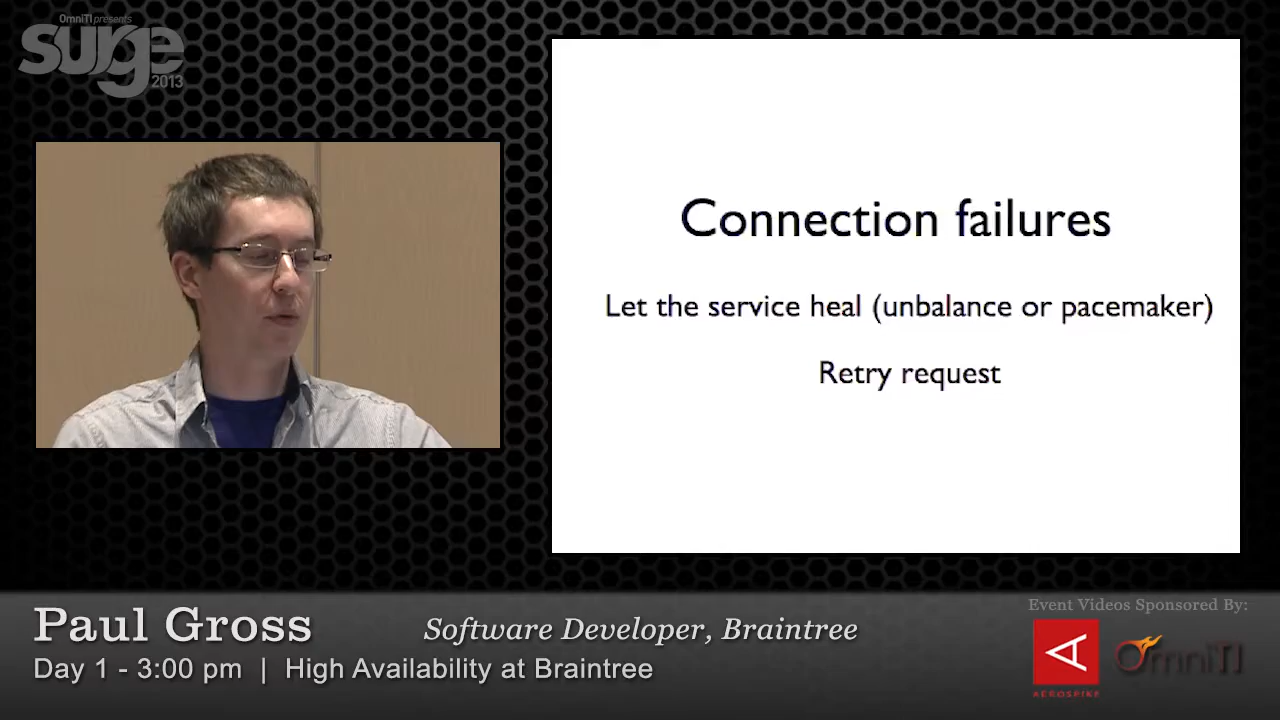 OmniTI presents
surge
2013
Connection failures
Let the service heal (unbalance or pacemaker)
Retry request
Paul Gross
Software Developer, Braintree
Day 1 - 3:00 pm | High Availability at Braintree
Event Videos Sponsored By:
AEROSPIKE
OmniTI